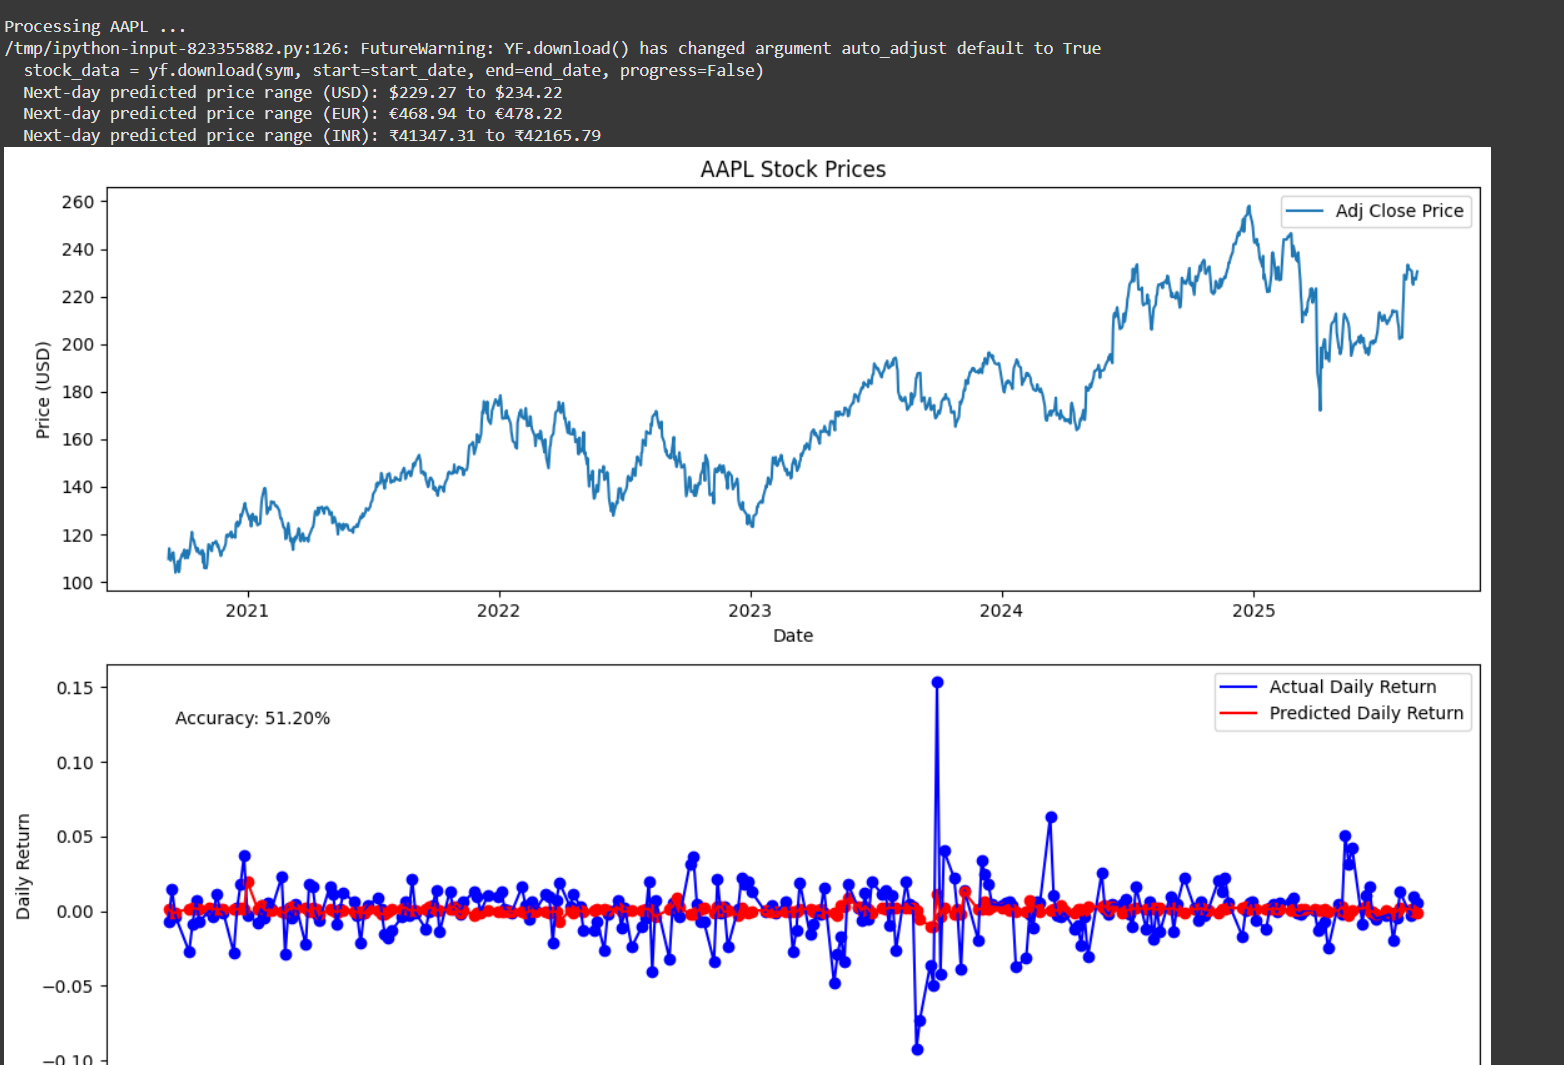 Processing AAPL ...
/tmp/ipython-input-823355882.py:126: FutureWarning: YF.download() has changed argument auto_adjust default to True
  stock_data = yf.download(sym, start=start_date, end=end_date, progress=False)
  Next-day predicted price range (USD): $229.27 to $234.22
  Next-day predicted price range (EUR): €468.94 to €478.22
  Next-day predicted price range (INR): ₹41347.31 to ₹42165.79
AAPL Stock Prices
Adj Close Price
Price (USD)
260
240
220
200
180
160
140
120
100
2021 2022 2023 2024 2025
Date
Actual Daily Return
Predicted Daily Return
Accuracy: 51.20%
Daily Return
0.15
0.10
0.05
0.00
−0.05
−0.10